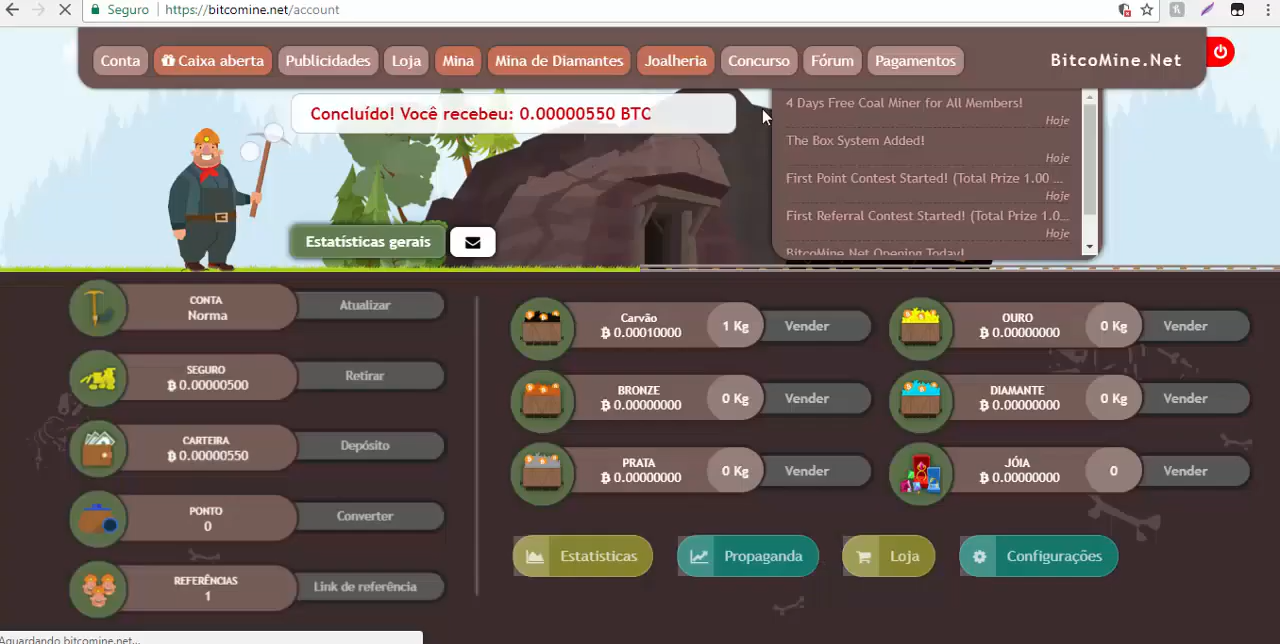 Seguro
https://bitcomine.net/account
Conta
Caixa aberta
Publicidades
Loja
Mina
Mina de Diamantes
Joalheria
Concurso
Fórum
Pagamentos
BitcoMine.Net
Concluído! Você recebeu: 0.00000550 BTC
4 Days Free Coal Miner for All Members!
Hoje
The Box System Added!
Hoje
First Point Contest Started! (Total Prize 1.00 ...
Hoje
First Referral Contest Started! (Total Prize 1.0...
Hoje
BitcoMine.Net Opening Today!
Estatísticas gerais
CONTA
Norma
Atualizar
SEGURO
₿ 0.00000500
Retirar
CARTEIRA
₿ 0.00000550
Depósito
PONTO
0
Converter
REFERÊNCIAS
1
Link de referência
Carvão
₿ 0.00010000
1 Kg
Vender
BRONZE
₿ 0.00000000
0 Kg
Vender
PRATA
₿ 0.00000000
0 Kg
Vender
OURO
₿ 0.00000000
0 Kg
Vender
DIAMANTE
₿ 0.00000000
0 Kg
Vender
JÓIA
₿ 0.00000000
0
Vender
Estatísticas
Propaganda
Loja
Configurações
Aguardando bitcomine.net...